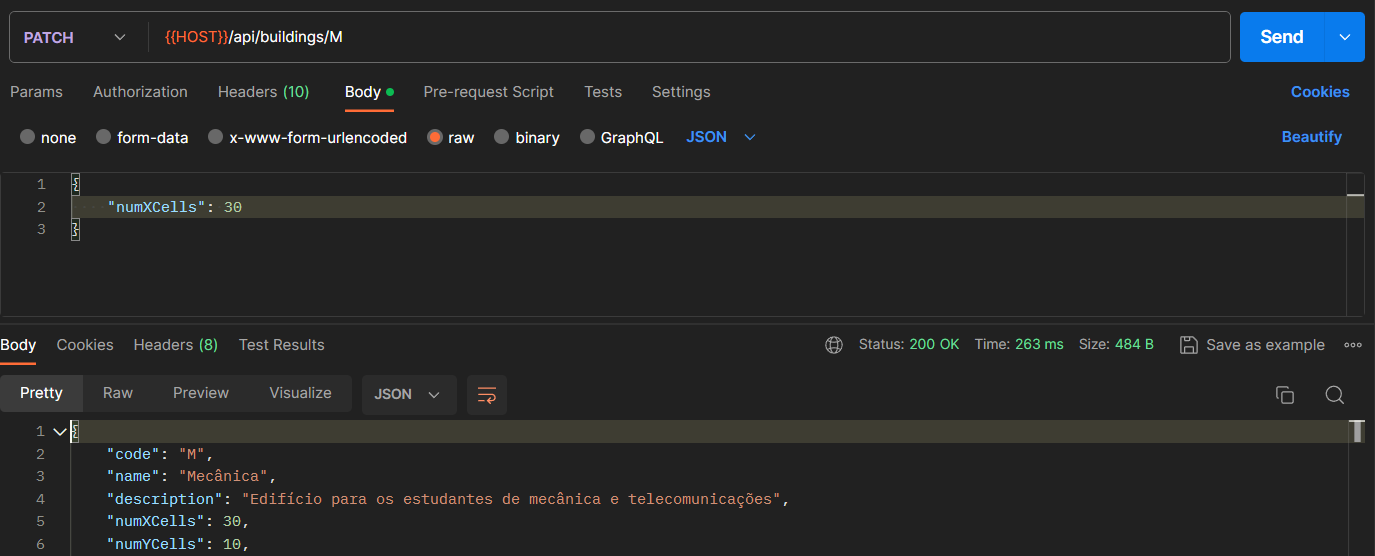 PATCH {{HOST}}/api/buildings/M Send
Params Authorization Headers (10) Body Pre-request Script Tests Settings Cookies
none form-data x-www-form-urlencoded raw binary GraphQL JSON Beautify
1 {
2 "numXCells": 30
3 }
Body Cookies Headers (8) Test Results Status: 200 OK Time: 263 ms Size: 484 B Save as example
Pretty Raw Preview Visualize JSON
1 {
2 "code": "M",
3 "name": "Mecânica",
4 "description": "Edifício para os estudantes de mecânica e telecomunicações",
5 "numXCells": 30,
6 "numYCells": 10,